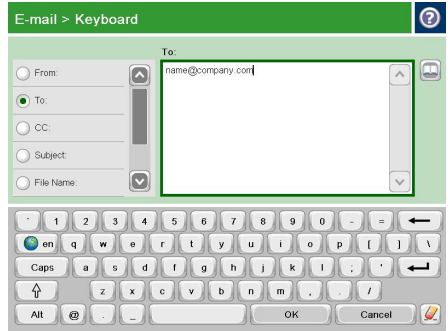 E-mail > Keyboard
?
To:
From:
To:
CC:
Subject:
File Name:
name@company.com
` 1 2 3 4 5 6 7 8 9 0 - =
en q w e r t y u i o p [ ] \
Caps a s d f g h j k l ; '
z x c v b n m , . /
Alt @ . _ OK Cancel